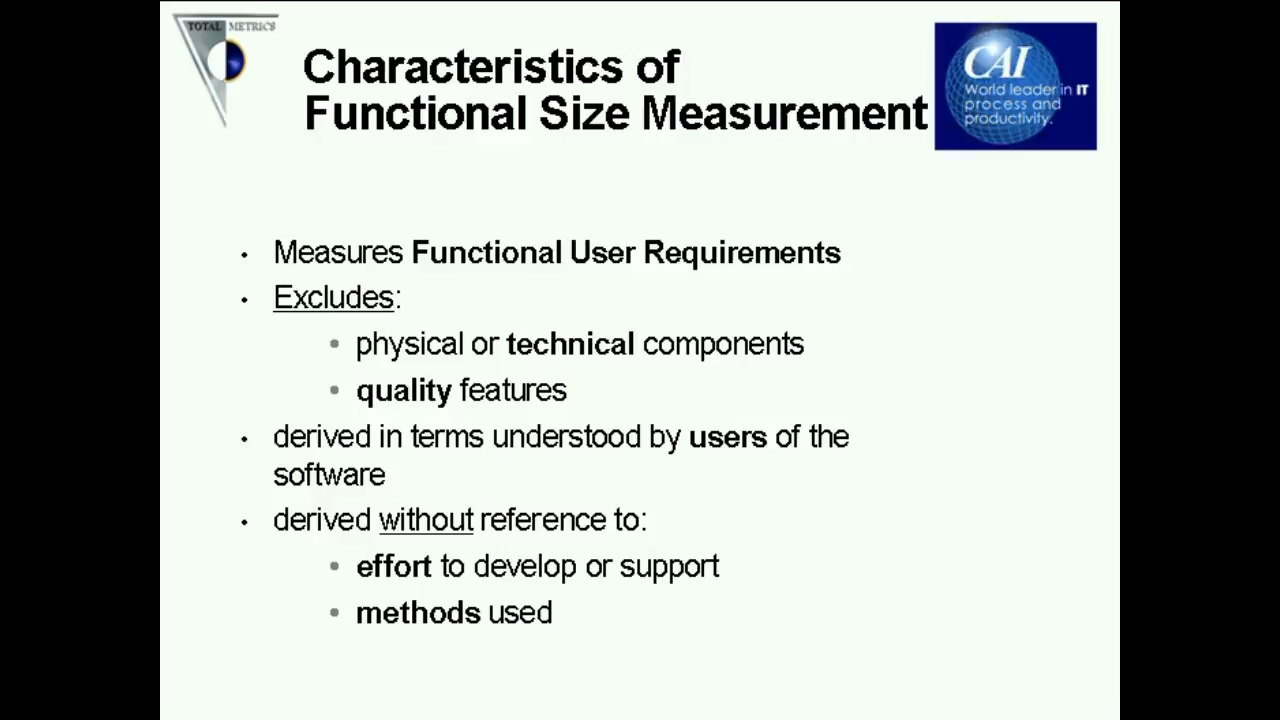 TOTAL METRICS
Characteristics of
Functional Size Measurement
CAI
World leader in IT
process and
productivity.
• Measures Functional User Requirements
• Excludes:
• physical or technical components
• quality features
• derived in terms understood by users of the
software
• derived without reference to:
• effort to develop or support
• methods used